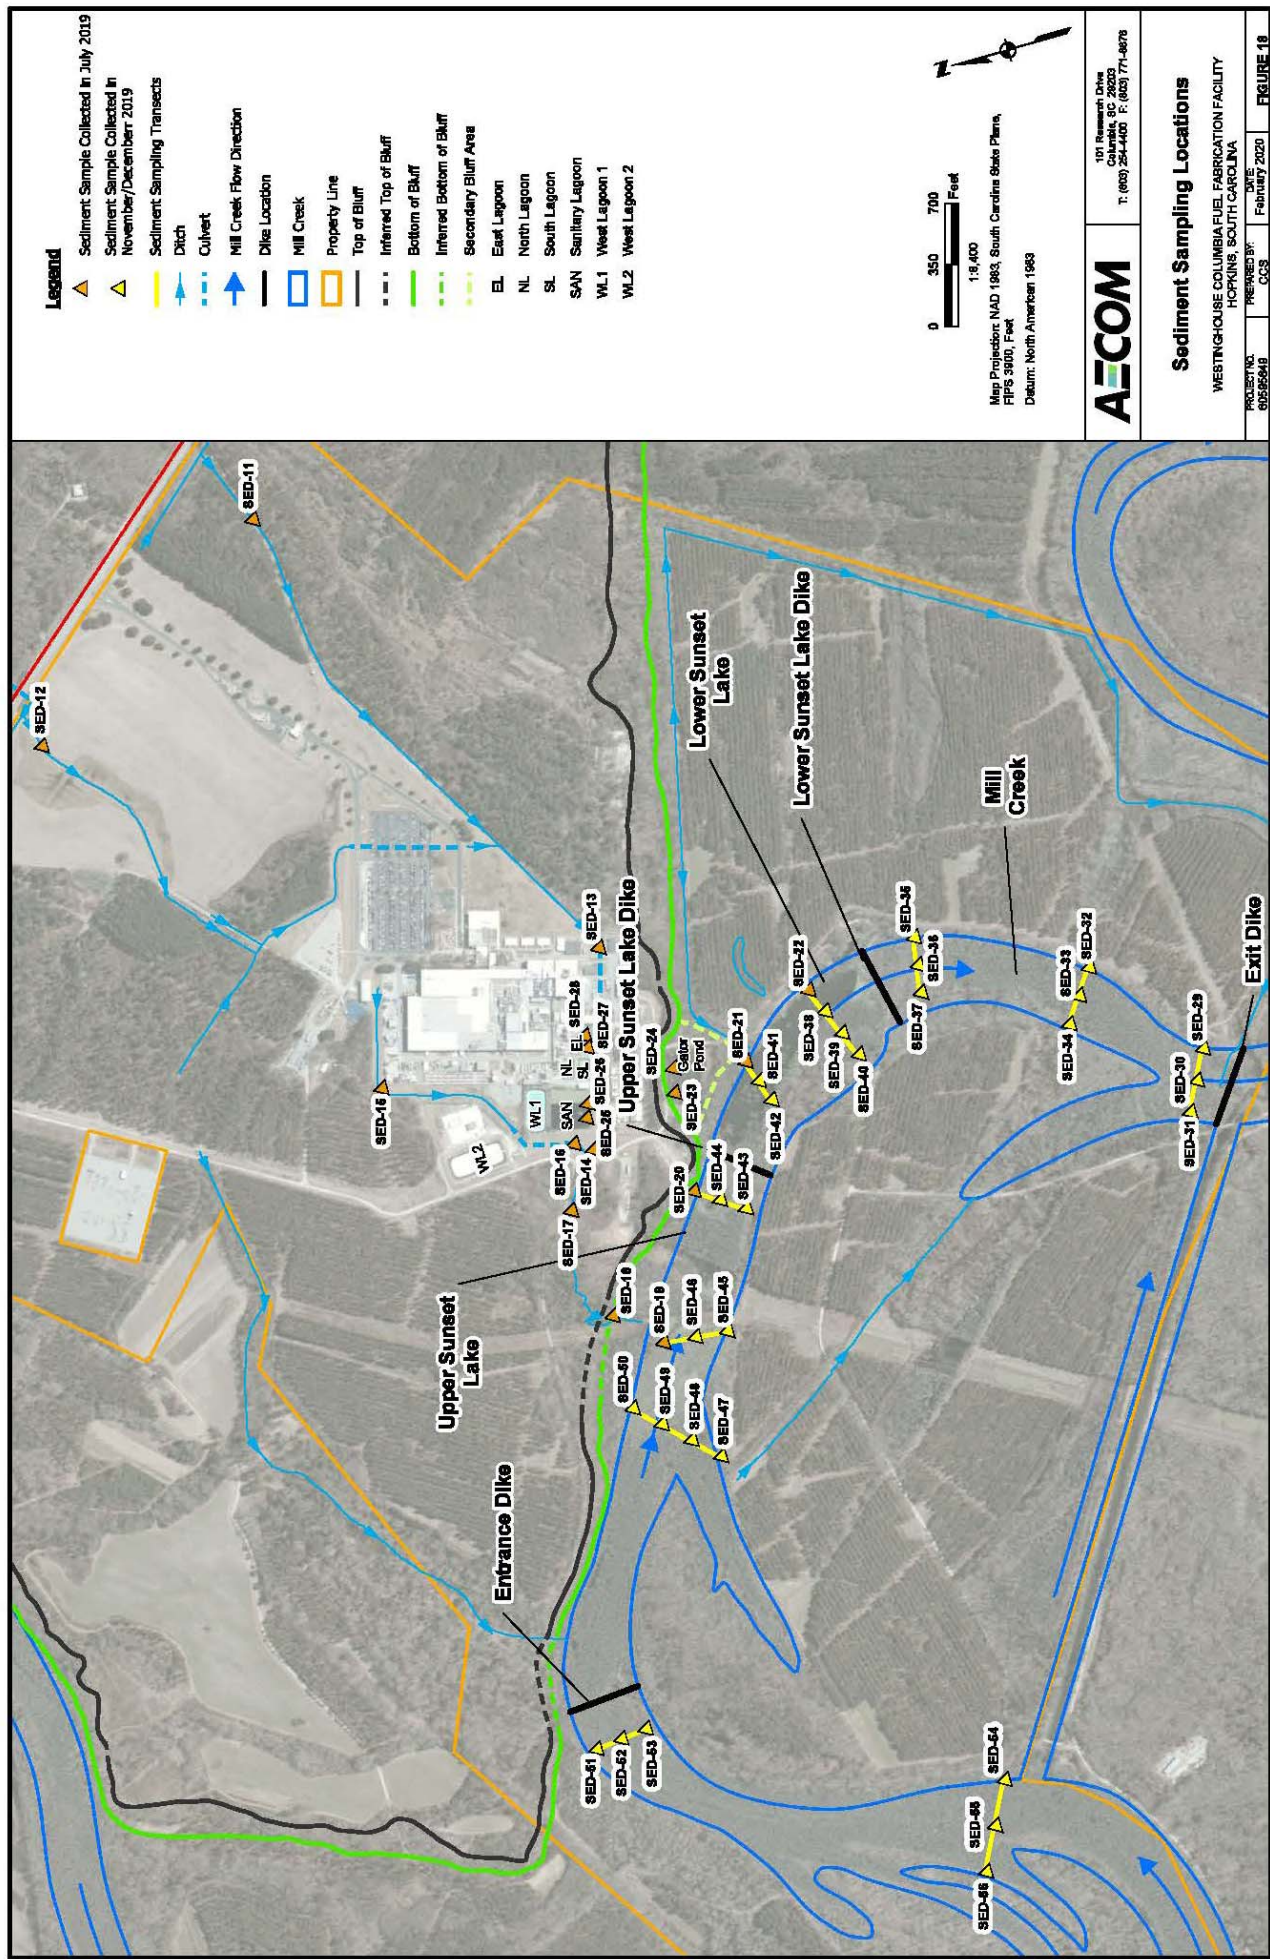 Legend
Sediment Sample Collected in July 2019
Sediment Sample Collected in
November/Decemberr 2019
Sediment Sampling Transects
Ditch
Culvert
Mill Creek Flow Direction
Dike Location
Mill Creek
Property Line
Top of Bluff
Inferred Top of Bluff
Bottom of Bluff
Inferred Bottom of Bluff
Secondary Bluff Area
EL East Lagoon
NL North Lagoon
SL South Lagoon
SAN Sanitary Lagoon
WL1 West Lagoon 1
WL2 West Lagoon 2
0 350 700
Feet
1:8,400
Map Projection: NAD 1983, South Carolina State Plane,
FIPS 3900, Feet
Datum: North American 1983
AECOM
101 Research Drive
Columbia, SC 29203
T: (803) 254-4400 F: (803) 771-6676
Sediment Sampling Locations
WESTINGHOUSE COLUMBIA FUEL FABRICATION FACILITY
HOPKINS, SOUTH CAROLINA
PROJECT NO.
60595649
PREPARED BY:
CCS
DATE:
February 2020
FIGURE 18
SED-12
SED-11
SED-15
WL2
WL1
SED-16
SAN
NL
SL
EL
SED-28
SED-27
SED-13
SED-17
SED-14
SED-25
SED-26
SED-18
Upper Sunset Lake Dike
Upper Sunset
Lake
SED-24
Gator
Pond
SED-23
SED-20
SED-44
SED-43
SED-21
SED-41
SED-42
Lower Sunset
Lake
SED-22
SED-38
SED-39
SED-40
Lower Sunset Lake Dike
SED-35
SED-36
SED-37
Mill
Creek
SED-32
SED-33
SED-34
SED-29
SED-30
SED-31
Exit Dike
SED-19
SED-46
SED-45
SED-50
SED-49
SED-48
SED-47
Entrance Dike
SED-51
SED-52
SED-53
SED-54
SED-55
SED-56